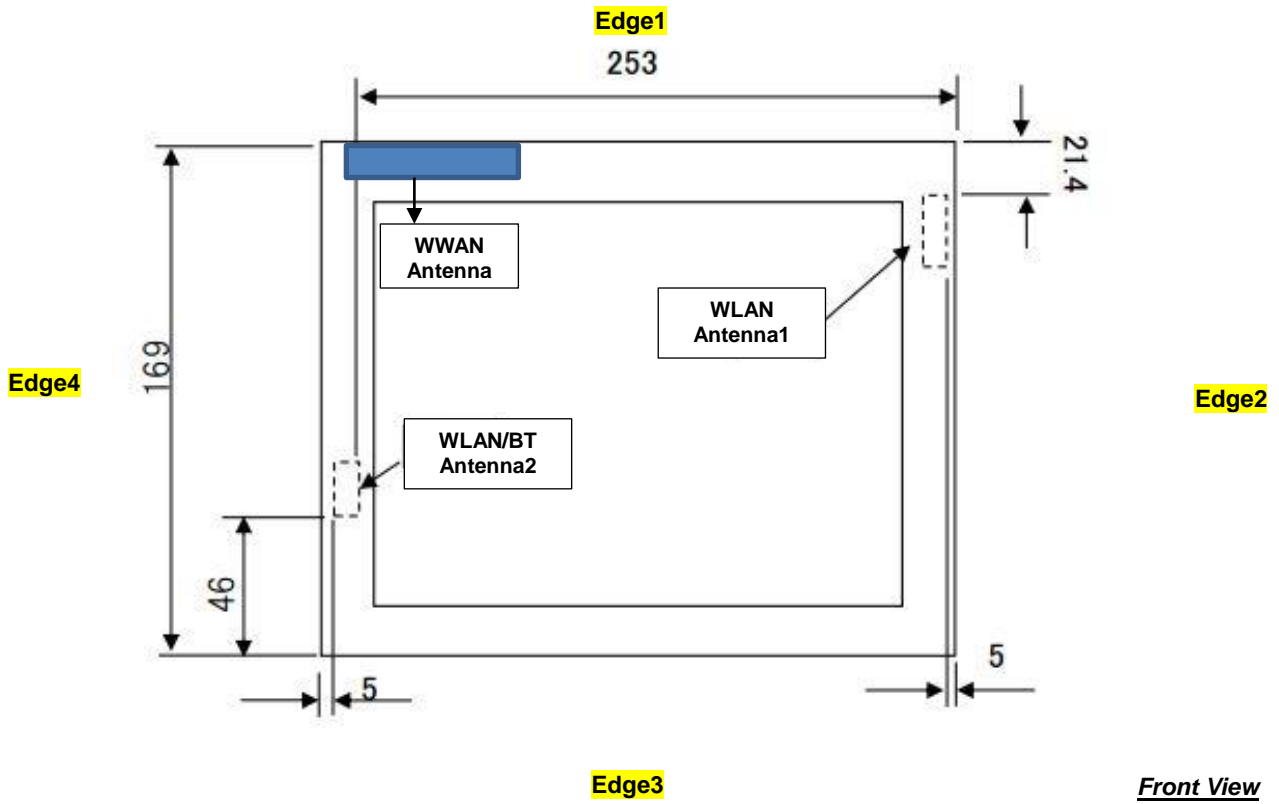 Edge1
253
21.4
WWAN
Antenna
WLAN
Antenna1
169
Edge4
Edge2
WLAN/BT
Antenna2
46
5
5
Edge3
Front View